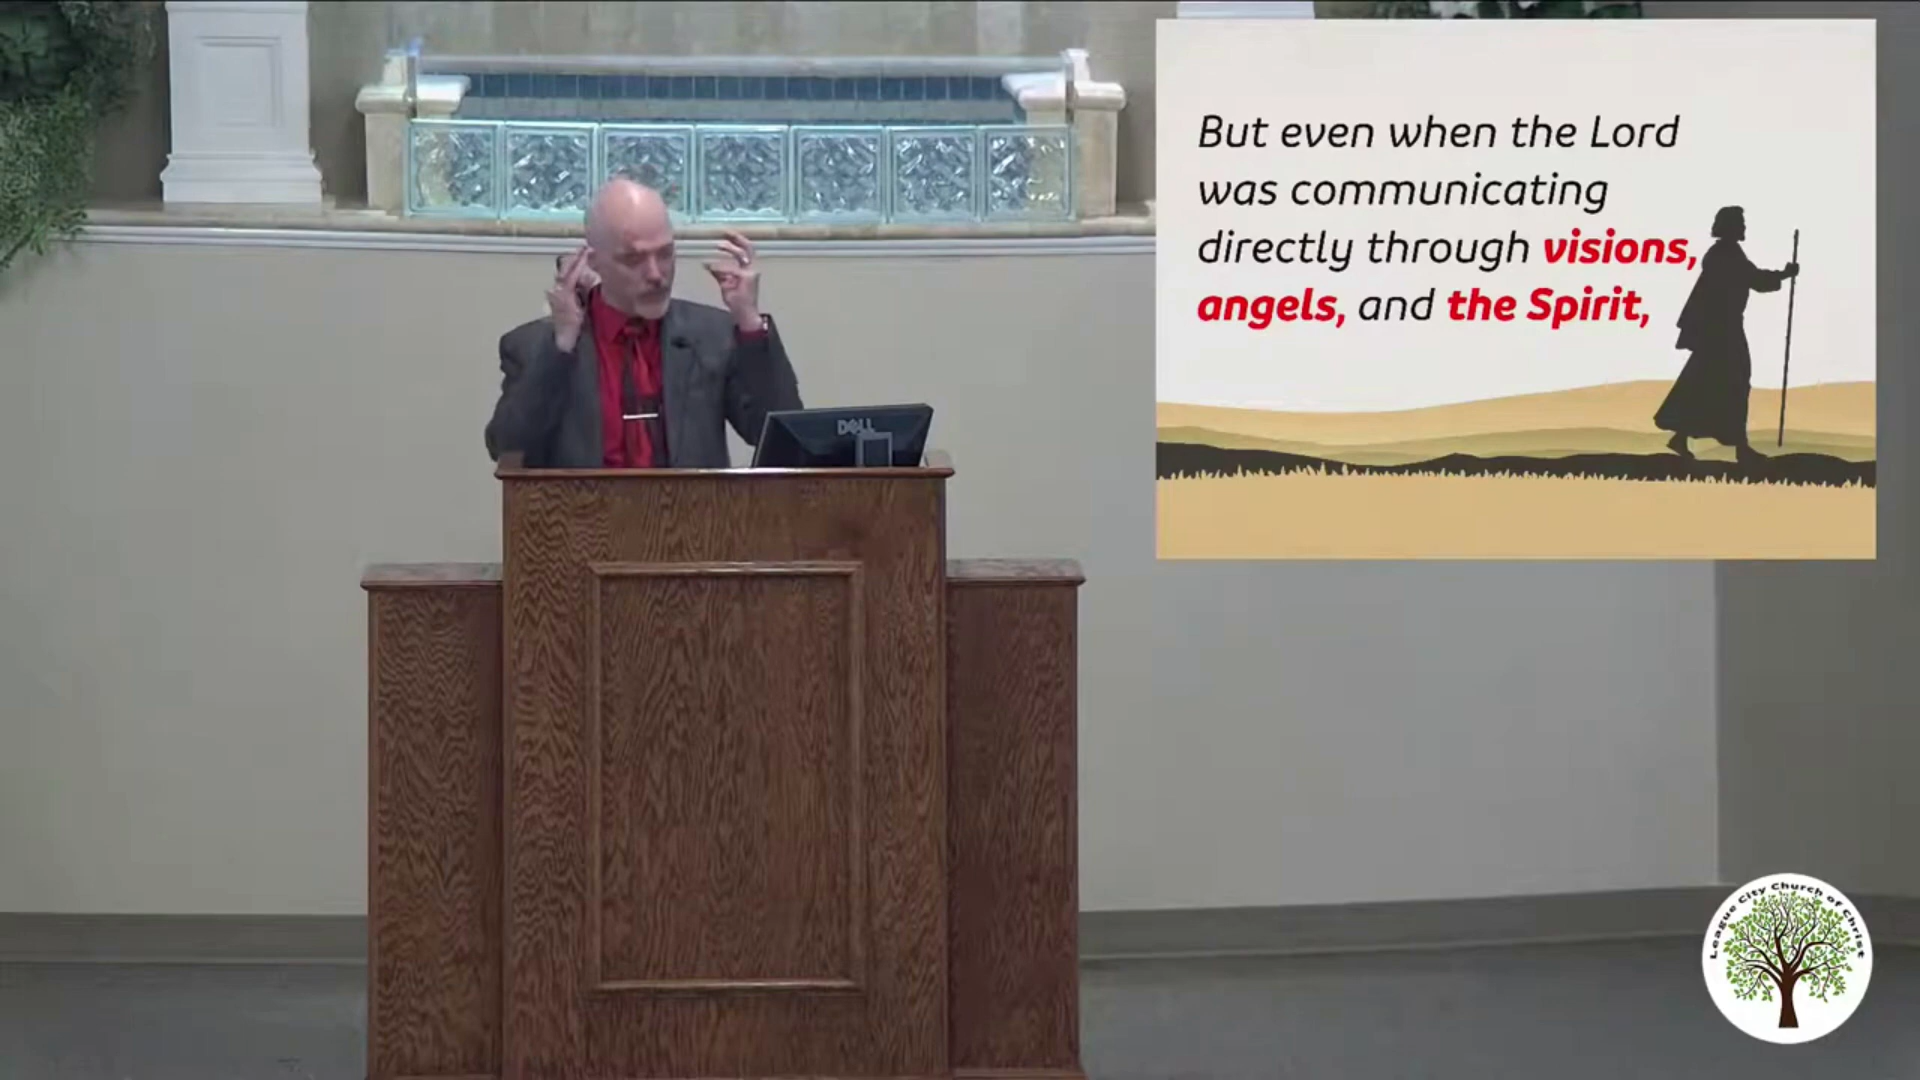 But even when the Lord
was communicating
directly through visions,
angels, and the Spirit,
DELL
League City Church of Christ